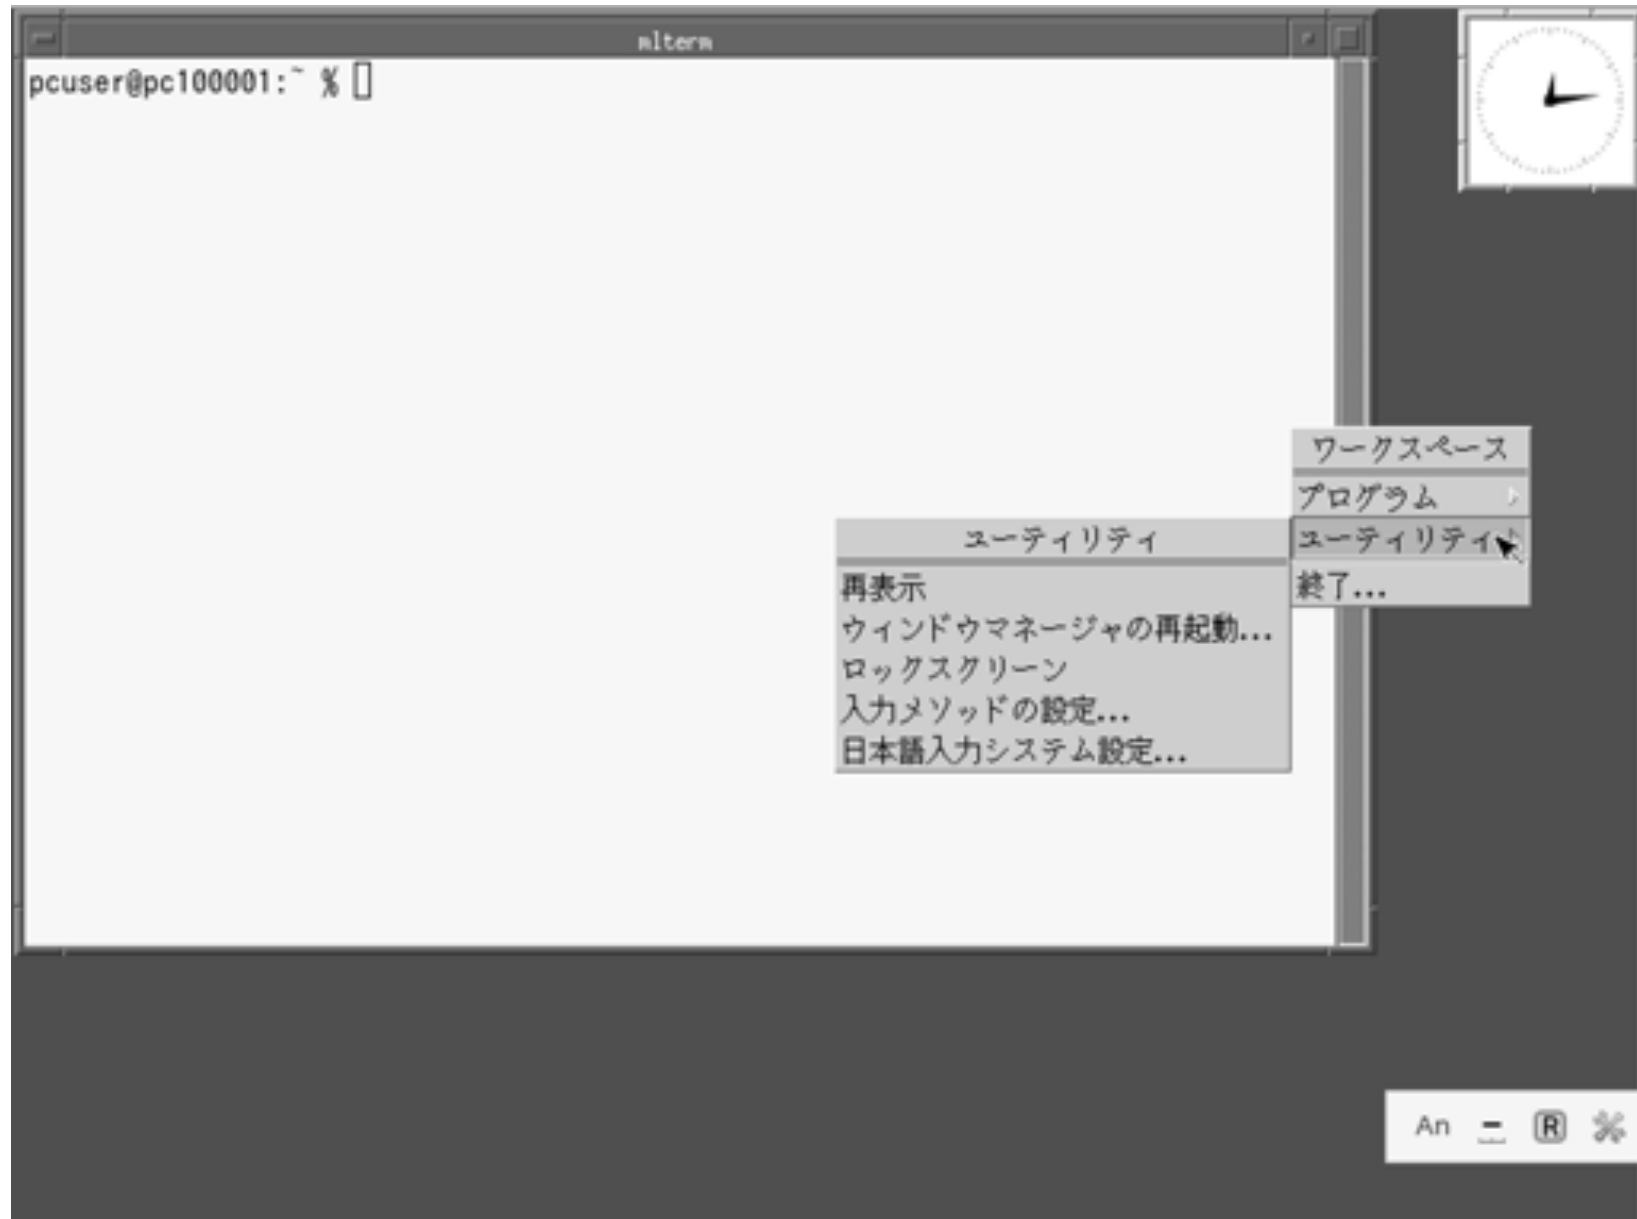 mlterm
pcuser@pc100001:~ %
ワークスペース
プログラム
ユーティリティ
終了...
ユーティリティ
再表示
ウィンドウマネージャの再起動...
ロックスクリーン
入力メソッドの設定...
日本語入力システム設定...
An - R